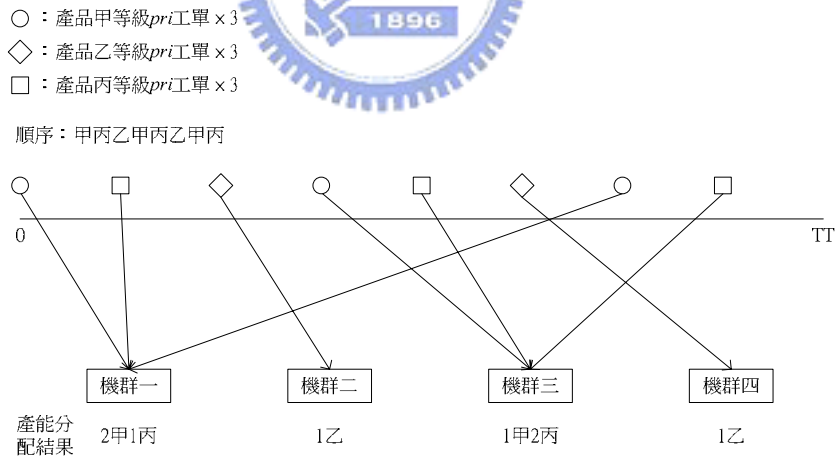 ○：產品甲等級pri工單×3
◇：產品乙等級pri工單×3
□：產品丙等級pri工單×3
1896
順序：甲丙乙甲丙乙甲丙
0
TT
機群一
機群二
機群三
機群四
產能分
配結果
2甲1丙
1乙
1甲2丙
1乙